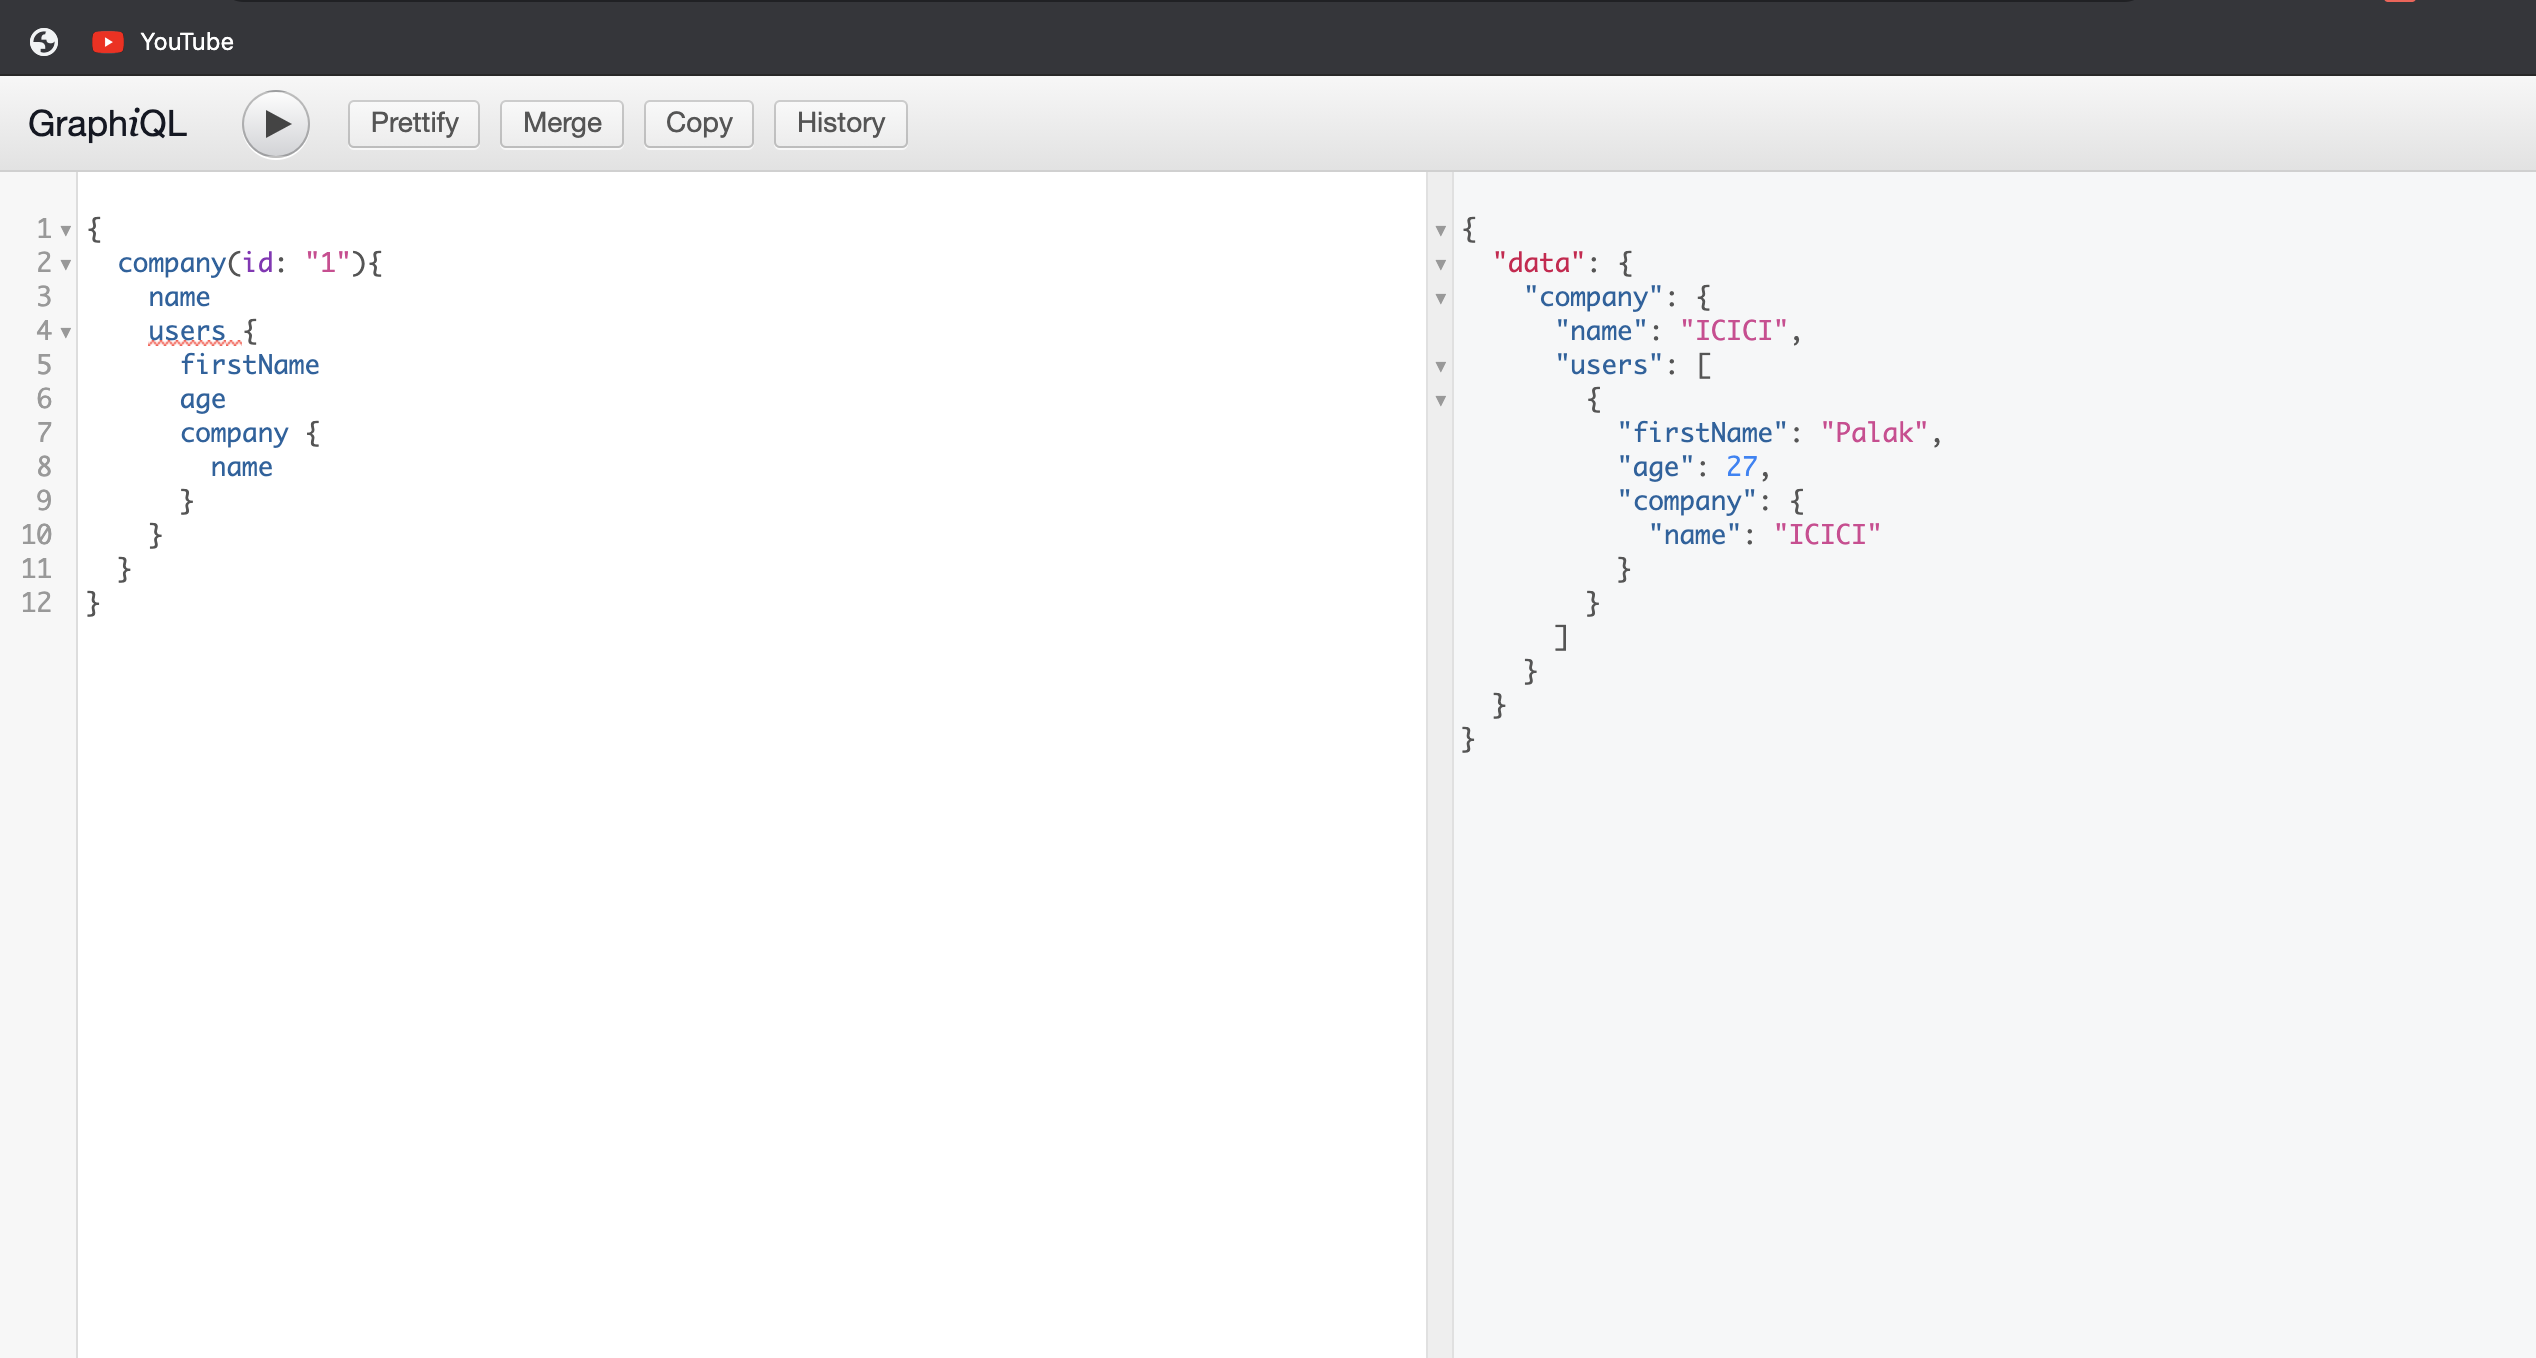 YouTube
GraphiQL Prettify Merge Copy History
1 {
2   company(id: "1"){
3     name
4     users {
5       firstName
6       age
7       company {
8         name
9       }
10     }
11   }
12 }
{
  "data": {
    "company": {
      "name": "ICICI",
      "users": [
        {
          "firstName": "Palak",
          "age": 27,
          "company": {
            "name": "ICICI"
          }
        }
      ]
    }
  }
}